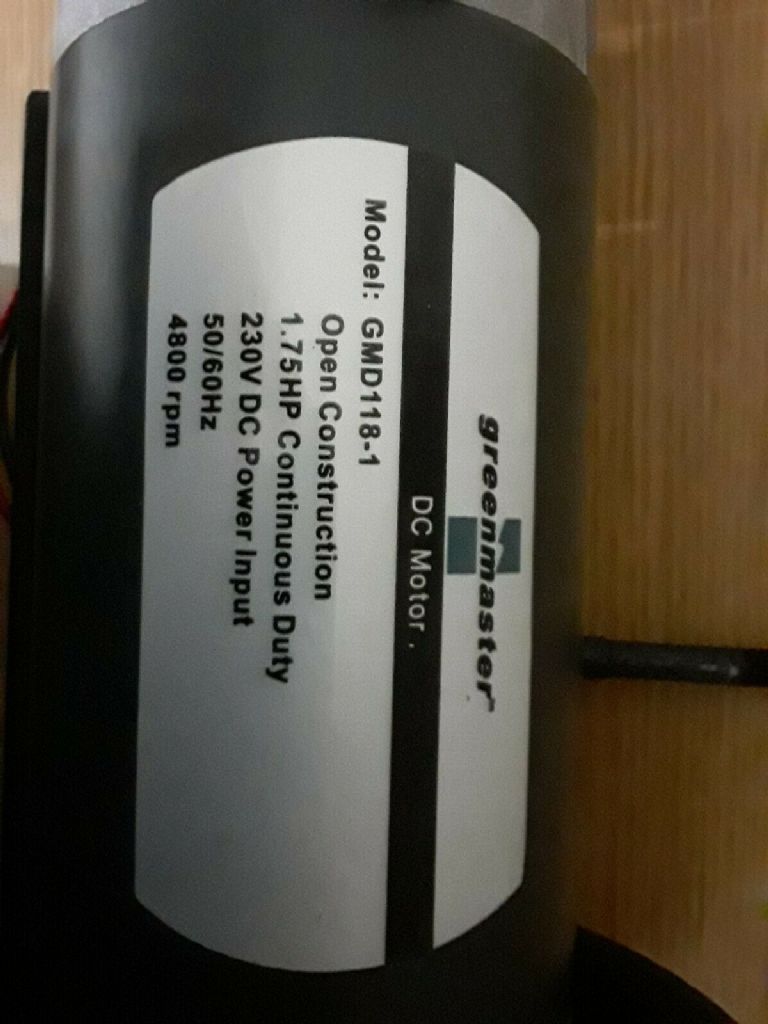 greenmaster™
DC Motor .
Model: GMD118-1
Open Construction
1.75HP Continuous Duty
230V DC Power Input
50/60Hz
4800 rpm